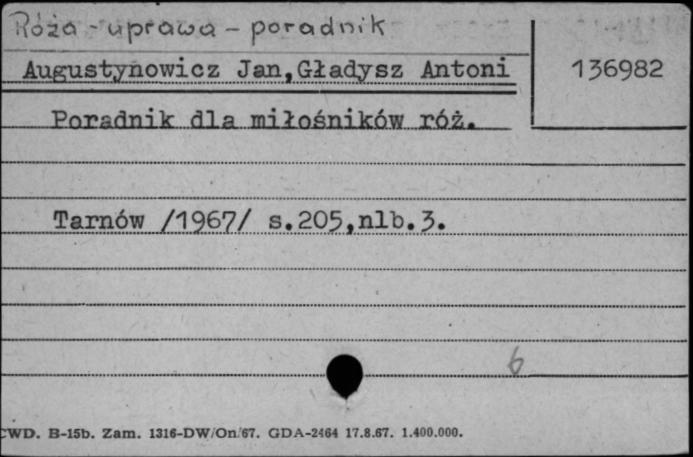 Róża - uprawa - poradnik
Augustynowicz Jan,Gładysz Antoni
136982
Poradnik dla miłośników róż.
Tarnów /1967/ s.205,nlb.3.
6
CWD. B-15b. Zam. 1316-DW/On/67. GDA-2464 17.8.67. 1.400.000.